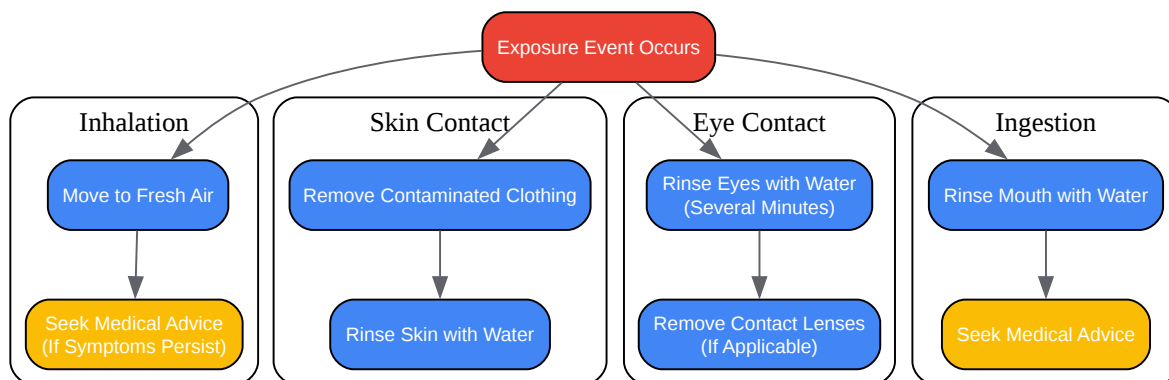 Exposure Event Occurs
Inhalation
Move to Fresh Air
Seek Medical Advice
(If Symptoms Persist)
Skin Contact
Remove Contaminated Clothing
Rinse Skin with Water
Eye Contact
Rinse Eyes with Water
(Several Minutes)
Remove Contact Lenses
(If Applicable)
Ingestion
Rinse Mouth with Water
Seek Medical Advice